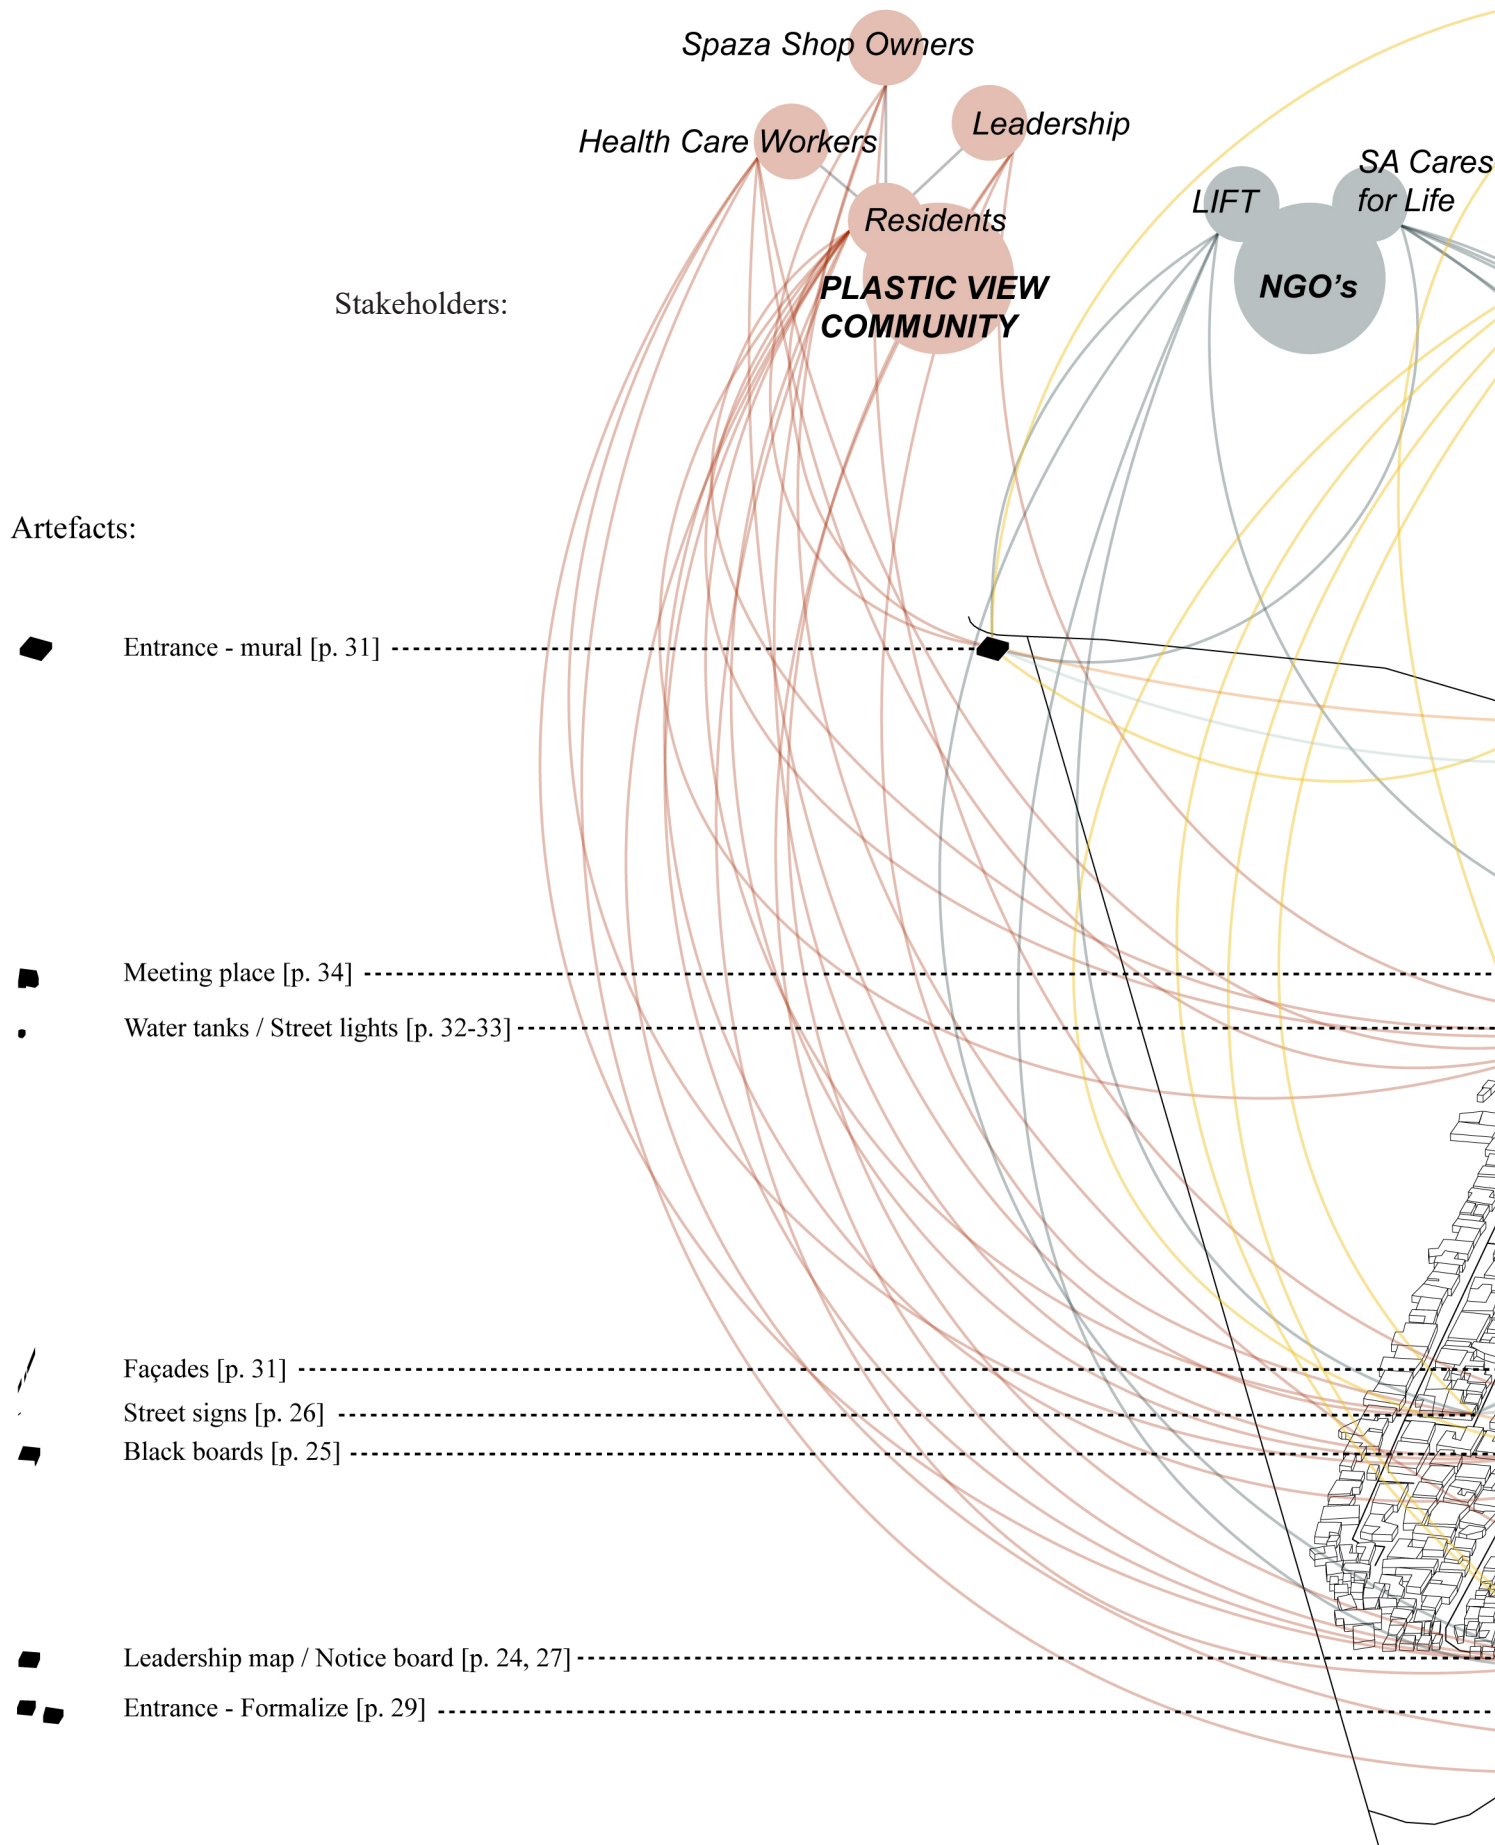 Spaza Shop Owners
Leadership
Health Care Workers
SA Cares
for Life
LIFT
Residents
PLASTIC VIEW
COMMUNITY
NGO’s
Stakeholders:
Artefacts:
Entrance - mural [p. 31]
Meeting place [p. 34]
Water tanks / Street lights [p. 32-33]
Façades [p. 31]
Street signs [p. 26]
Black boards [p. 25]
Leadership map / Notice board [p. 24, 27]
Entrance - Formalize [p. 29]